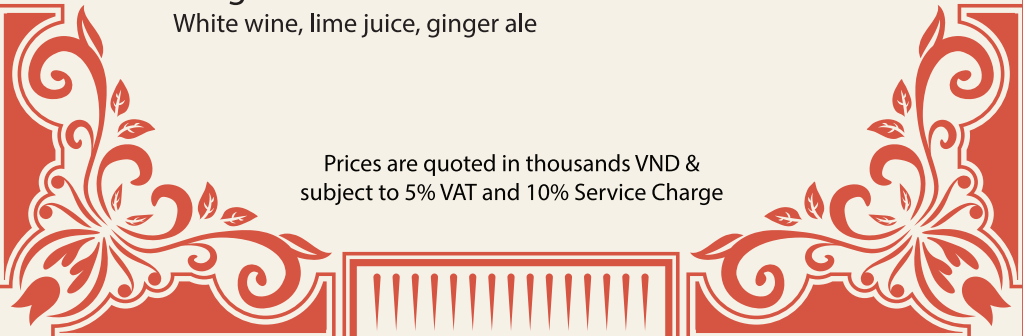 White wine, lime juice, ginger ale
Prices are quoted in thousands VND &
subject to 5% VAT and 10% Service Charge